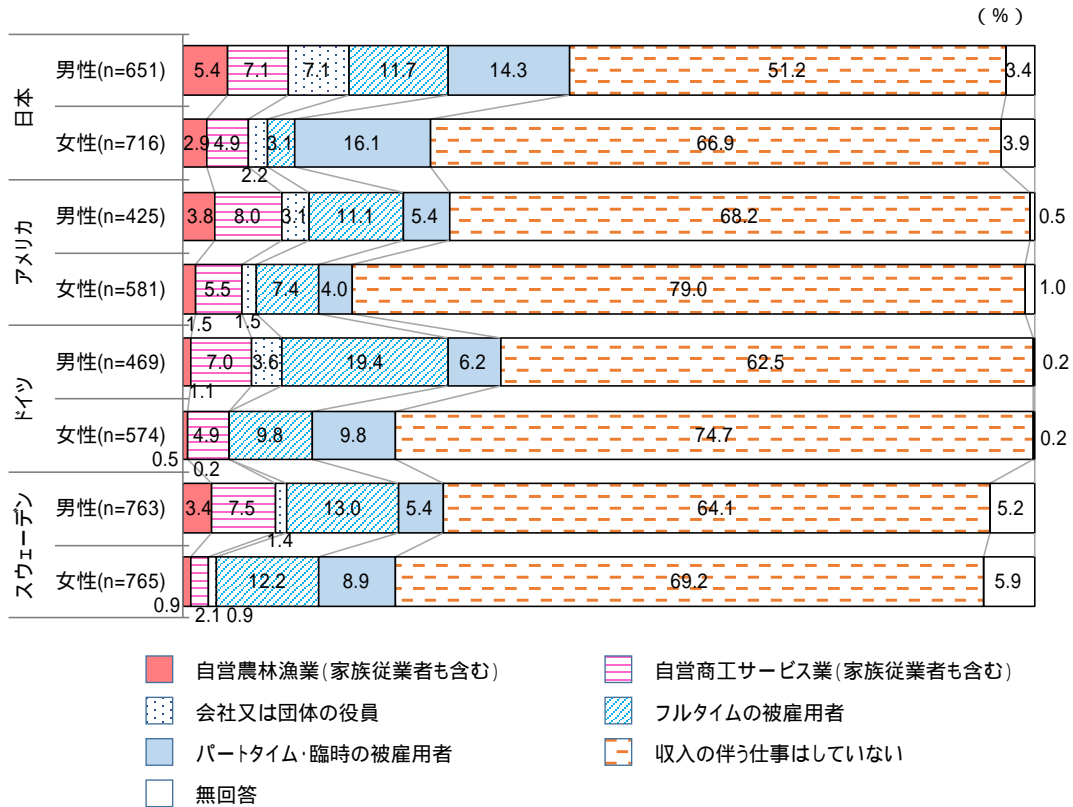 (%)
日本
男性(n=651) 5.4 7.1 7.1 11.7 14.3 51.2 3.4
女性(n=716) 2.9 4.9 2.2 3.1 16.1 66.9 3.9
アメリカ
男性(n=425) 3.8 8.0 3.1 11.1 5.4 68.2 0.5
女性(n=581) 1.5 5.5 1.5 7.4 4.0 79.0 1.0
ドイツ
男性(n=469) 1.1 7.0 3.6 19.4 6.2 62.5 0.2
女性(n=574) 0.5 4.9 0.2 9.8 9.8 74.7 0.2
スウェーデン
男性(n=763) 3.4 7.5 1.4 13.0 5.4 64.1 5.2
女性(n=765) 0.9 2.1 0.9 12.2 8.9 69.2 5.9
自営農林漁業(家族従業者も含む)
自営商工サービス業(家族従業者も含む)
会社又は団体の役員
フルタイムの被雇用者
パートタイム・臨時の被雇用者
収入の伴う仕事はしていない
無回答